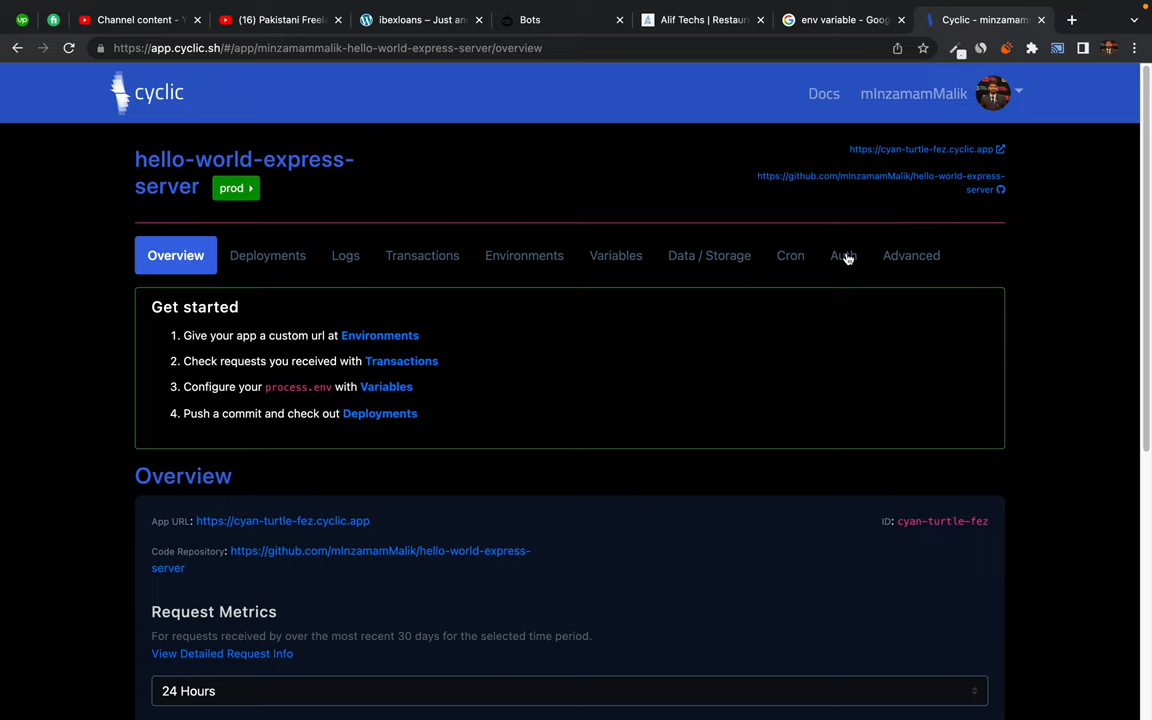 Channel content - Y
(16) Pakistani Freela
ibexloans – Just an
Bots
Alif Techs | Restaur
env variable - Goog
Cyclic - minzamam
https://app.cyclic.sh/#/app/minzamammalik-hello-world-express-server/overview
cyclic
Docs
mInzamamMalik
hello-world-express-
server
prod
https://cyan-turtle-fez.cyclic.app
https://github.com/mInzamamMalik/hello-world-express-
server
Overview
Deployments
Logs
Transactions
Environments
Variables
Data / Storage
Cron
Auth
Advanced
Get started
1. Give your app a custom url at Environments
2. Check requests you received with Transactions
3. Configure your process.env with Variables
4. Push a commit and check out Deployments
Overview
App URL: https://cyan-turtle-fez.cyclic.app
ID: cyan-turtle-fez
Code Repository: https://github.com/mInzamamMalik/hello-world-express-
server
Request Metrics
For requests received by over the most recent 30 days for the selected time period.
View Detailed Request Info
24 Hours